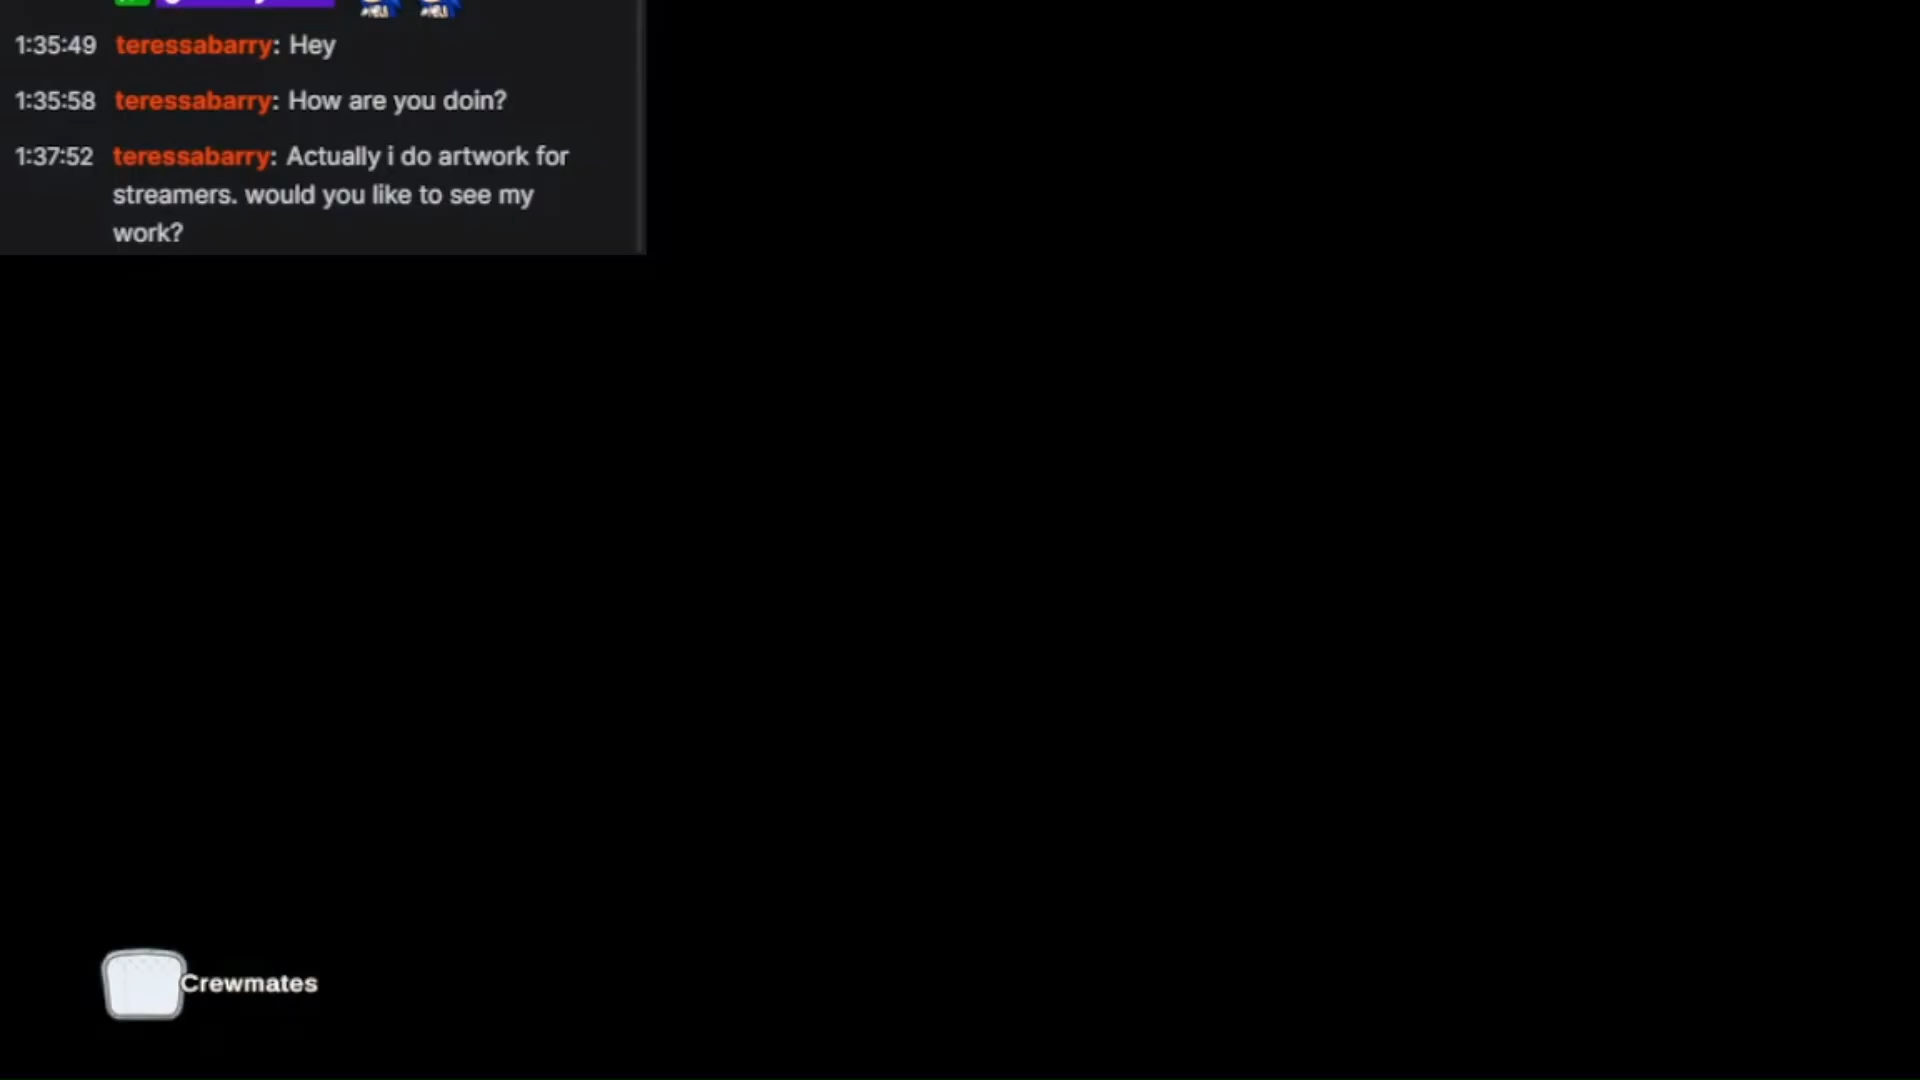 1:35:49 teressabarry: Hey
1:35:58 teressabarry: How are you doin?
1:37:52 teressabarry: Actually i do artwork for
streamers. would you like to see my
work?
Crewmates